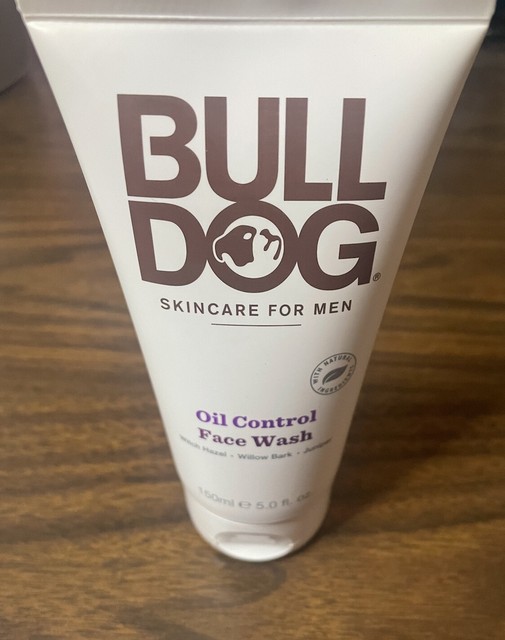 BULL
DOG®
SKINCARE FOR MEN
WITH NATURAL
INGREDIENTS
Oil Control
Face Wash
Witch Hazel • Willow Bark • Juniper
150ml ℮ 5.0 fl. oz